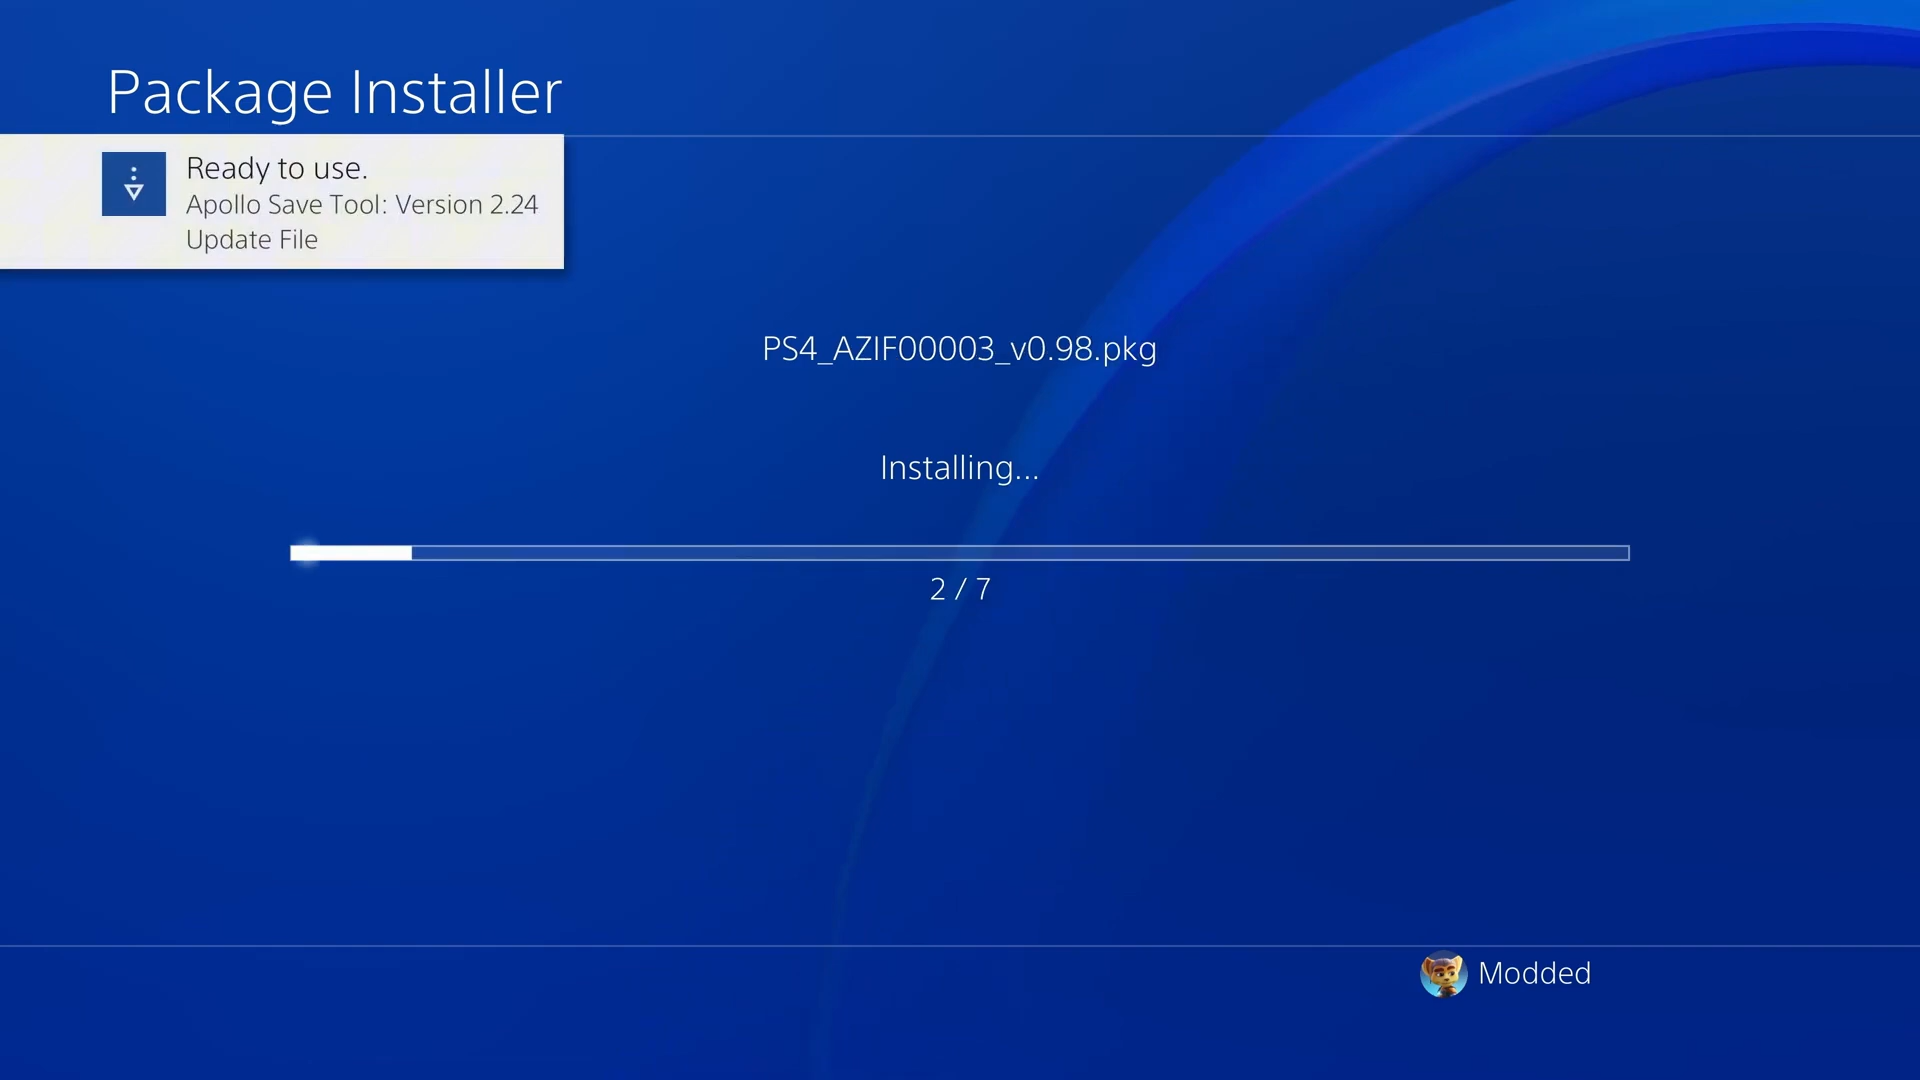 Package Installer
Ready to use.
Apollo Save Tool: Version 2.24
Update File
PS4_AZIF00003_v0.98.pkg
Installing...
2 / 7
Modded